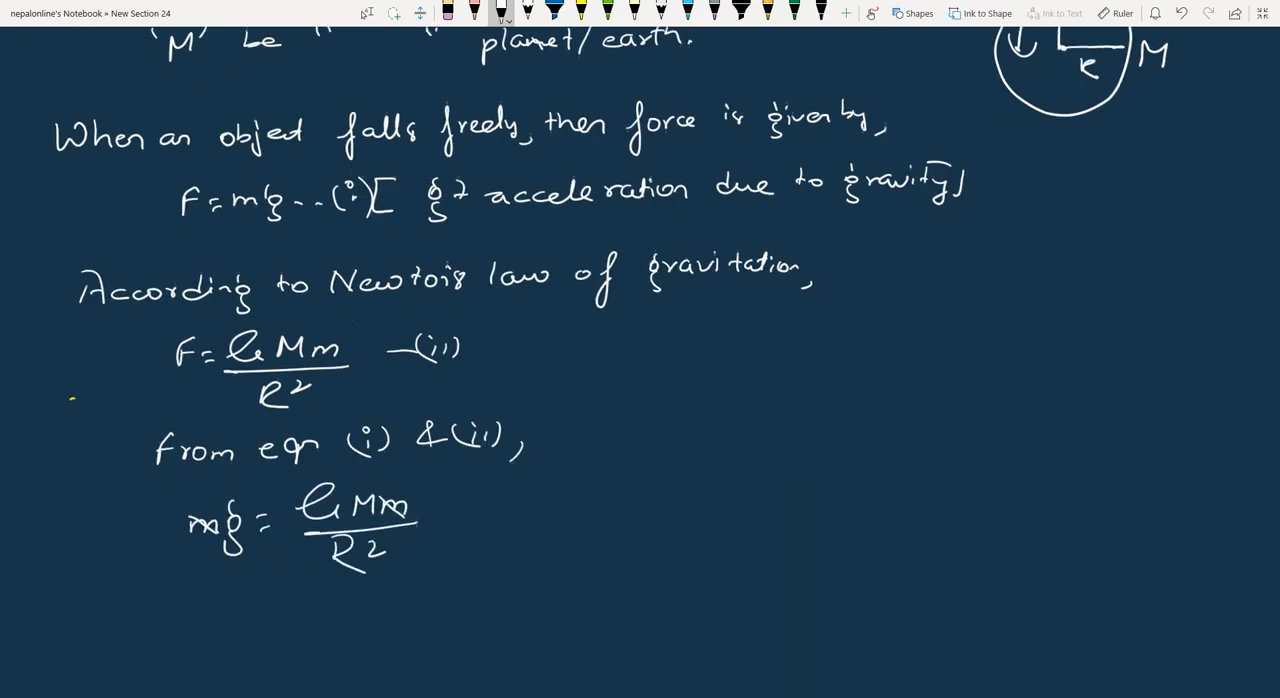 nepalonline's Notebook » New Section 24
Shapes Ink to Shape Ink to Text Ruler
'M' be " " planet/earth.
R M
When an object falls freely, then force is given by,
F = mg -- (i) [ g = acceleration due to gravity]
According to Newton's law of gravitation,
F = GMm/R² —(ii)
from eqn (i) & (ii),
mg = GMm/R²